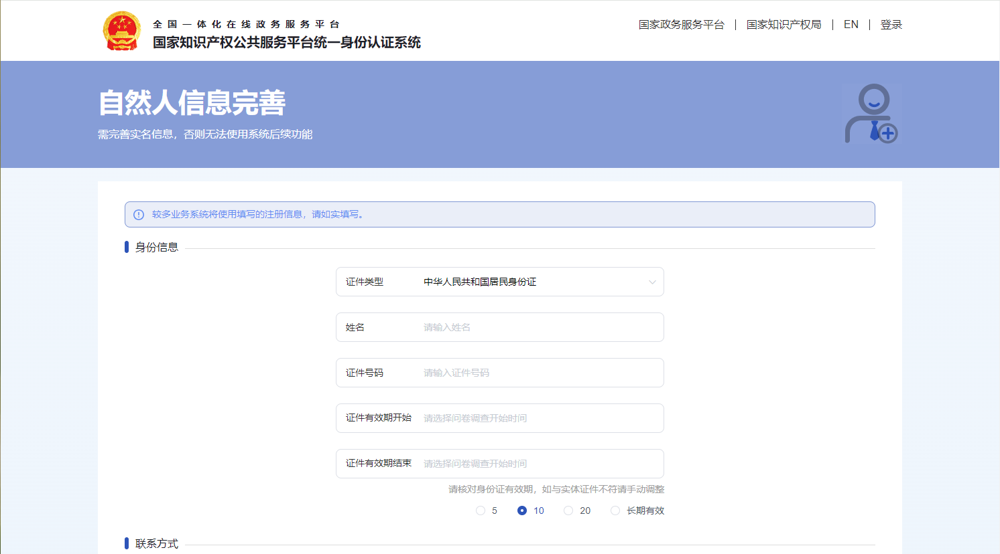 全国一体化在线政务服务平台
国家知识产权公共服务平台统一身份认证系统
国家政务服务平台 | 国家知识产权局 | EN | 登录
自然人信息完善
需完善实名信息，否则无法使用系统后续功能
较多业务系统将使用填写的注册信息，请如实填写。
身份信息
证件类型 中华人民共和国居民身份证
姓名 请输入姓名
证件号码 请输入证件号码
证件有效期开始 请选择问卷调查开始时间
证件有效期结束 请选择问卷调查开始时间
请核对身份证有效期，如与实体证件不符请手动调整
5 10 20 长期有效
联系方式